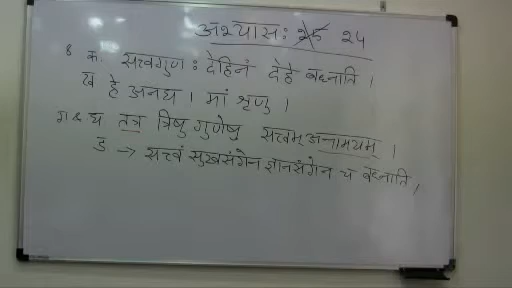 अभ्यासः 24
8 क. सत्त्वगुणः देहिनं देहे बध्नाति ।
ख हे अनघ । मां शृणु ।
ग & घ तत्र त्रिषु गुणेषु सत्त्वम् अनामयम् ।
ङ → सत्त्वं सुखसंगेन ज्ञानसंगेन च बध्नाति ।